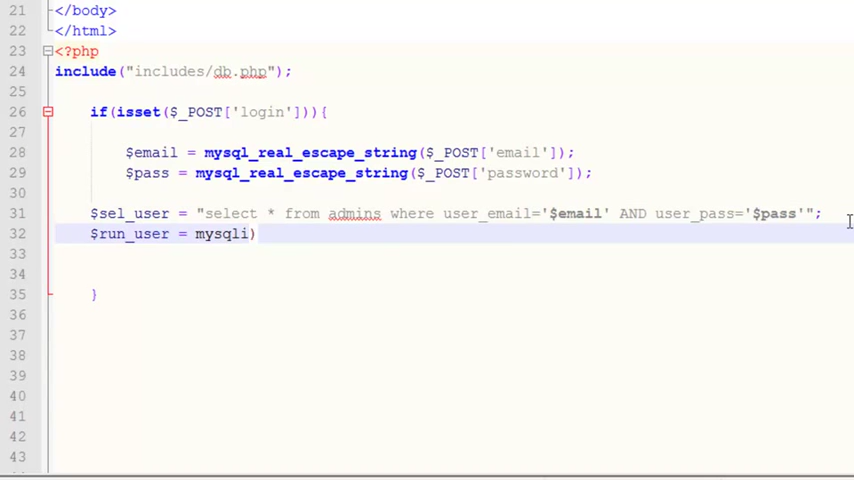 21 </body>
22 </html>
23 <?php
24 include("includes/db.php");
25
26 if(isset($_POST['login'])){
27
28 $email = mysql_real_escape_string($_POST['email']);
29 $pass = mysql_real_escape_string($_POST['password']);
30
31 $sel_user = "select * from admins where user_email='$email' AND user_pass='$pass'";
32 $run_user = mysqli)
33
34
35 }
36
37
38
39
40
41
42
43